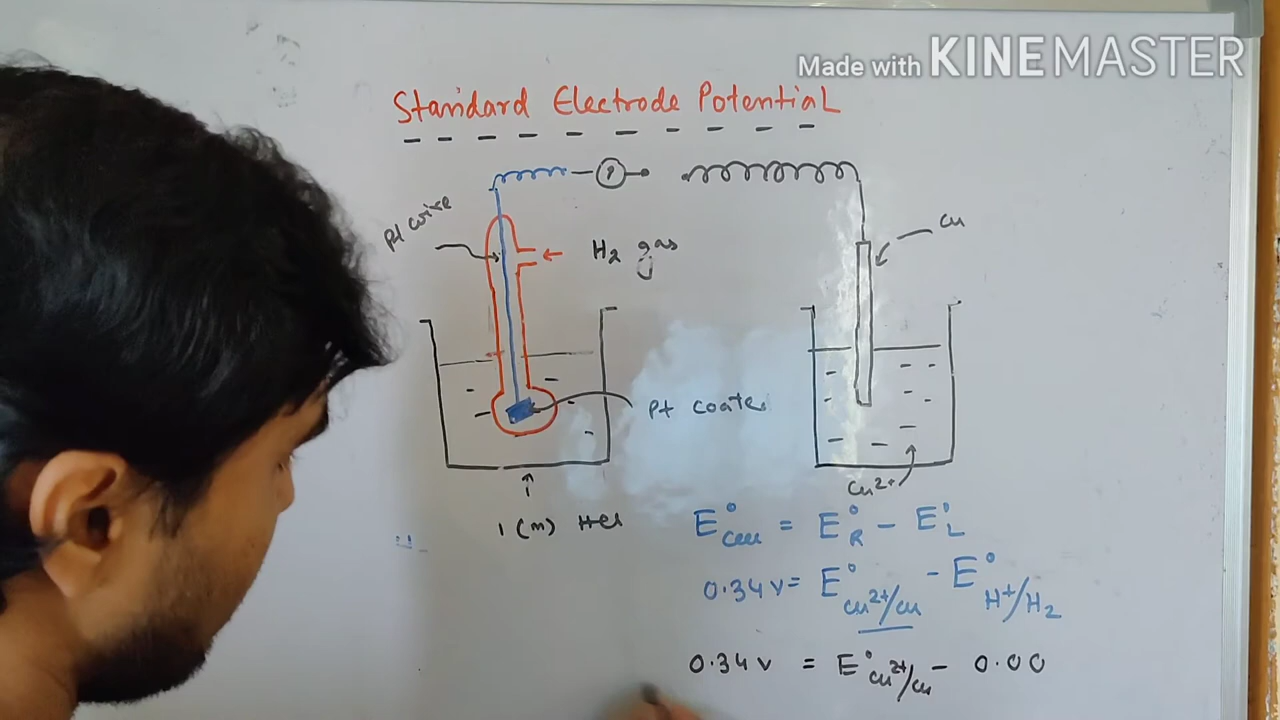 Made with KINEMASTER
Standard Electrode Potential
P
Pt wire
H2 gas
Cu
Pt coated
Cu2+
1 (M) HCl
E°Cell = E°R - E°L
0.34 V = E°Cu2+/Cu - E°H+/H2
0.34 V = E°Cu2+/Cu - 0.00